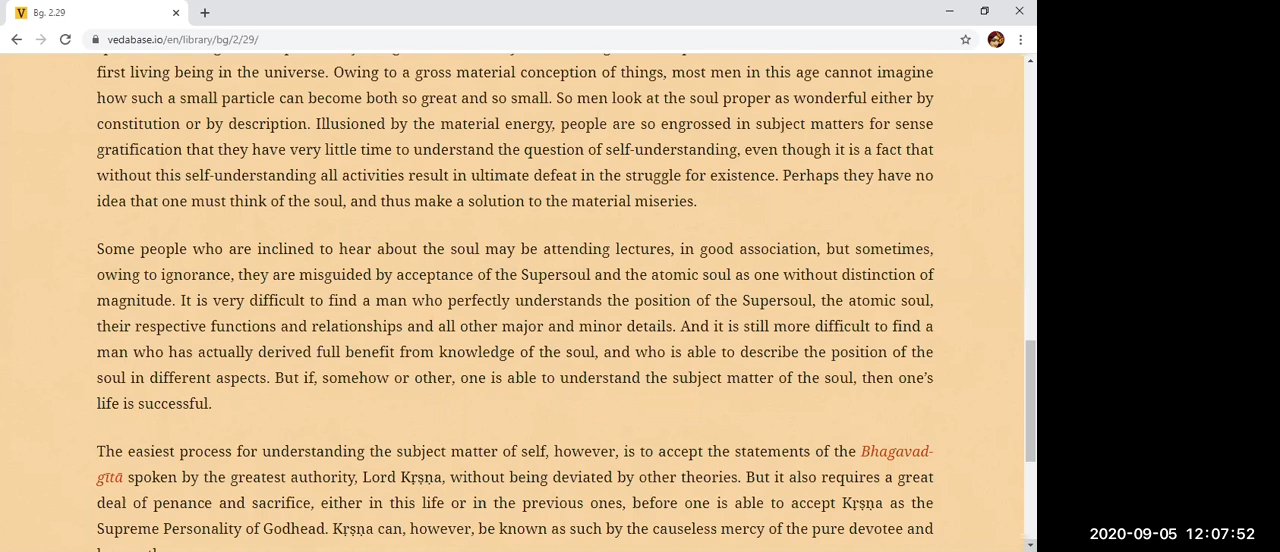 Bg. 2.29
vedabase.io/en/library/bg/2/29/
first living being in the universe. Owing to a gross material conception of things, most men in this age cannot imagine
how such a small particle can become both so great and so small. So men look at the soul proper as wonderful either by
constitution or by description. Illusioned by the material energy, people are so engrossed in subject matters for sense
gratification that they have very little time to understand the question of self-understanding, even though it is a fact that
without this self-understanding all activities result in ultimate defeat in the struggle for existence. Perhaps they have no
idea that one must think of the soul, and thus make a solution to the material miseries.
Some people who are inclined to hear about the soul may be attending lectures, in good association, but sometimes,
owing to ignorance, they are misguided by acceptance of the Supersoul and the atomic soul as one without distinction of
magnitude. It is very difficult to find a man who perfectly understands the position of the Supersoul, the atomic soul,
their respective functions and relationships and all other major and minor details. And it is still more difficult to find a
man who has actually derived full benefit from knowledge of the soul, and who is able to describe the position of the
soul in different aspects. But if, somehow or other, one is able to understand the subject matter of the soul, then one’s
life is successful.
The easiest process for understanding the subject matter of self, however, is to accept the statements of the Bhagavad-
gītā spoken by the greatest authority, Lord Kṛṣṇa, without being deviated by other theories. But it also requires a great
deal of penance and sacrifice, either in this life or in the previous ones, before one is able to accept Kṛṣṇa as the
Supreme Personality of Godhead. Kṛṣṇa can, however, be known as such by the causeless mercy of the pure devotee and
2020-09-05 12:07:52